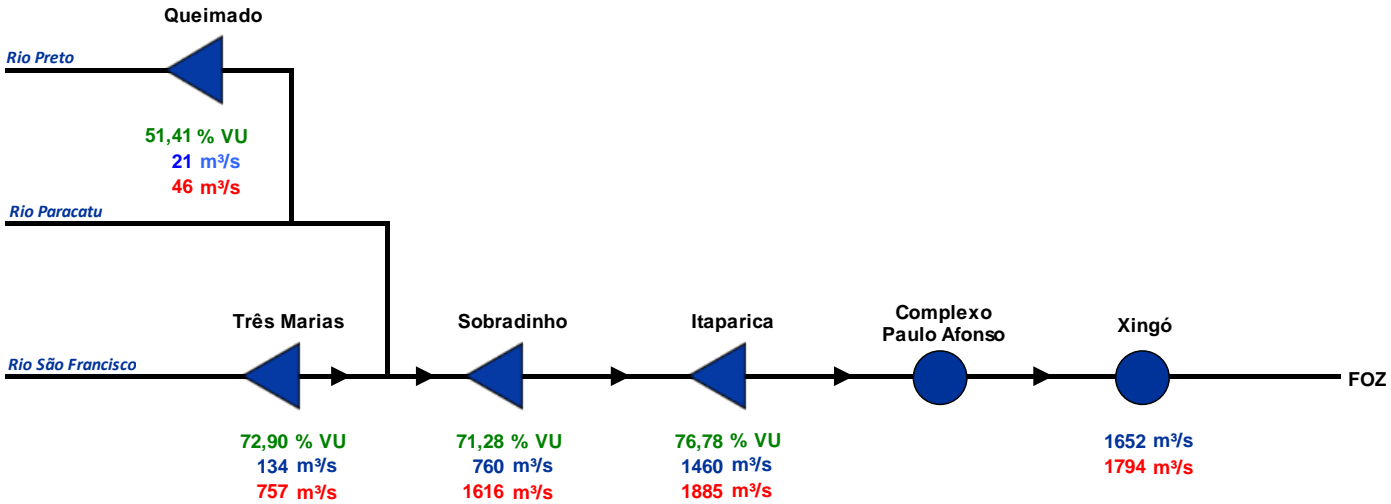 Queimado
Rio Preto
51,41 % VU
21 m³/s
46 m³/s
Rio Paracatu
Três Marias
Sobradinho
Itaparica
Complexo
Paulo Afonso
Xingó
Rio São Francisco
FOZ
72,90 % VU
134 m³/s
757 m³/s
71,28 % VU
760 m³/s
1616 m³/s
76,78 % VU
1460 m³/s
1885 m³/s
1652 m³/s
1794 m³/s